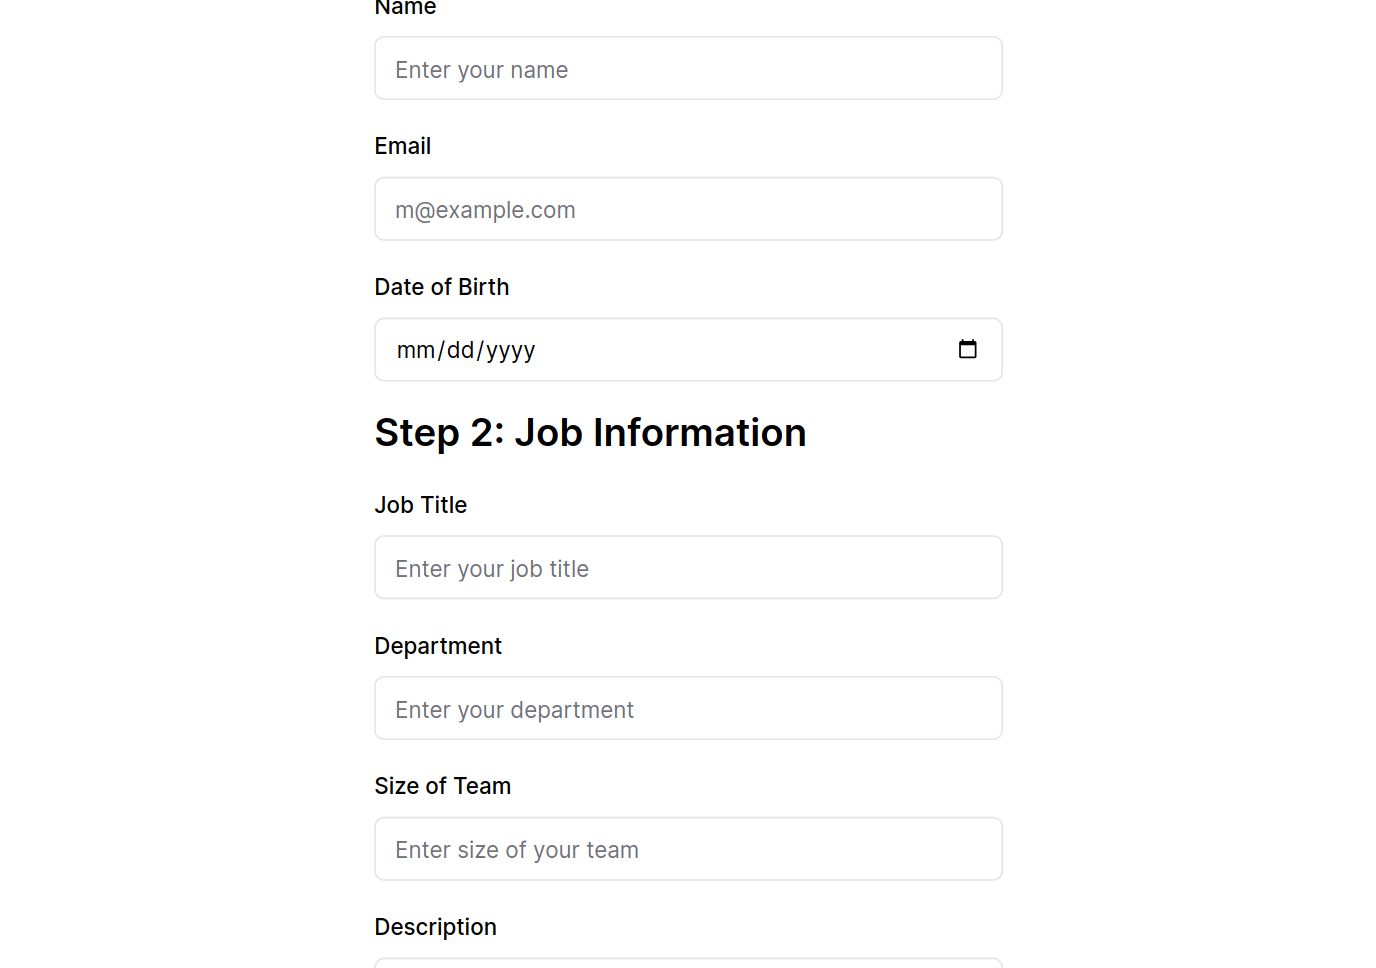 Name
Enter your name
Email
m@example.com
Date of Birth
mm/dd/yyyy
Step 2: Job Information
Job Title
Enter your job title
Department
Enter your department
Size of Team
Enter size of your team
Description